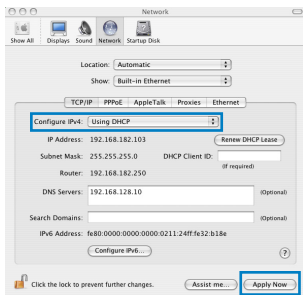 Network
Show All Displays Sound Network Startup Disk
Location: Automatic
Show: Built-in Ethernet
TCP/IP PPPoE AppleTalk Proxies Ethernet
Configure IPv4: Using DHCP
IP Address: 192.168.182.103 Renew DHCP Lease
Subnet Mask: 255.255.255.0 DHCP Client ID:
(If required)
Router: 192.168.182.250
DNS Servers: 192.168.128.10 (Optional)
Search Domains: (Optional)
IPv6 Address: fe80:0000:0000:0000:0211:24ff:fe32:b18e
Configure IPv6... ?
Click the lock to prevent further changes. Assist me... Apply Now